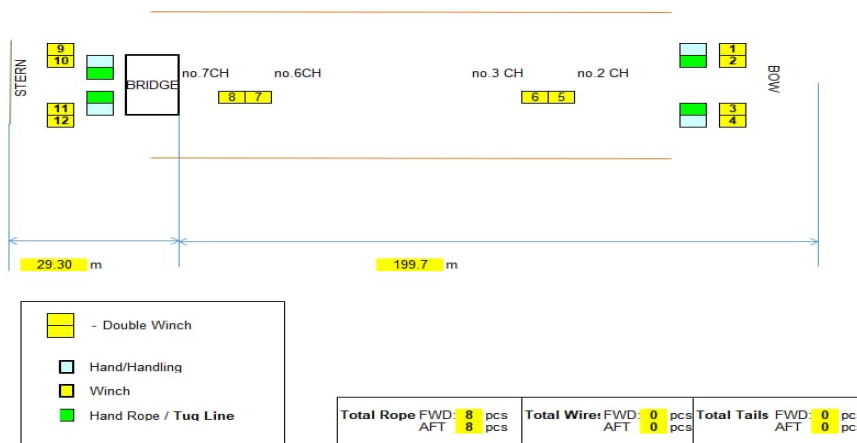 STERN
9
10
11
12
BRIDGE
no.7CH
no.6CH
8 7
no.3 CH
no.2 CH
6 5
1
2
3
4
BOW
29.30 m
199.7 m
- Double Winch
Hand/Handling
Winch
Hand Rope / Tug Line
Total Rope FWD: 8 pcs
AFT 8 pcs
Total Wires FWD: 0 pcs
AFT 0 pcs
Total Tails FWD: 0 pcs
AFT 0 pcs